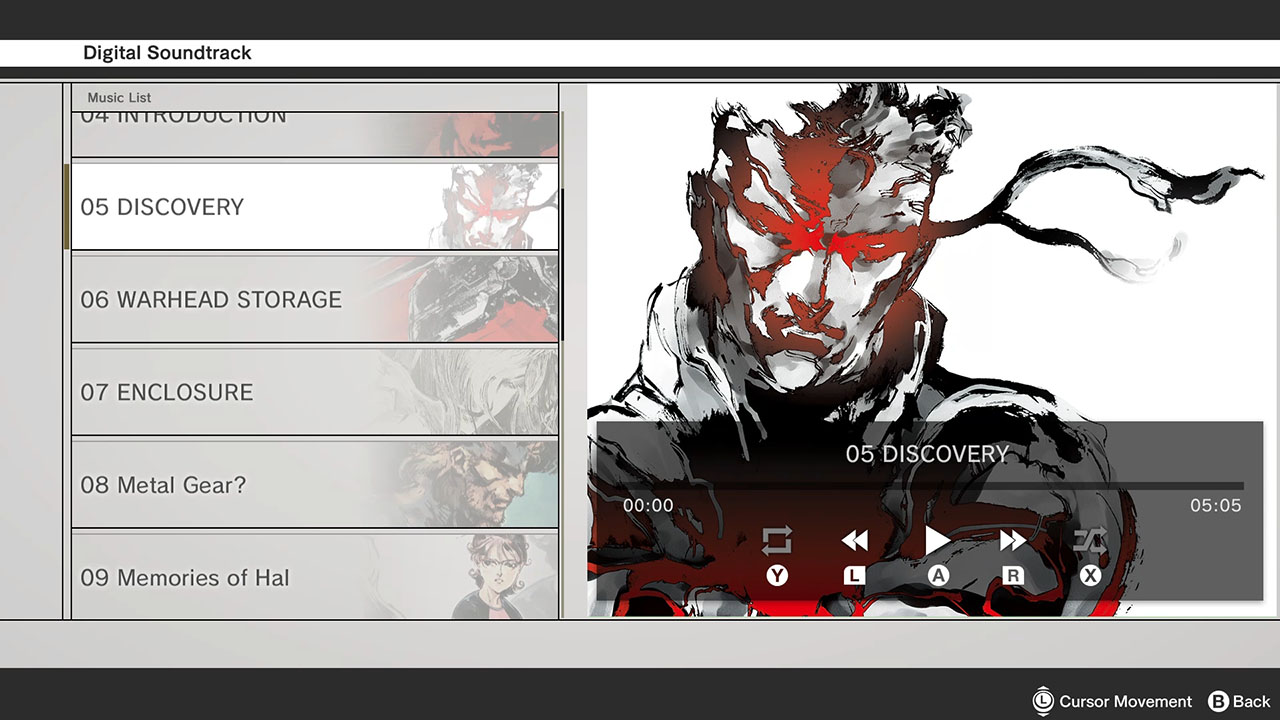 Digital Soundtrack
Music List
04 INTRODUCTION
05 DISCOVERY
06 WARHEAD STORAGE
07 ENCLOSURE
08 Metal Gear?
09 Memories of Hal
05 DISCOVERY
00:00
05:05
Y
L
A
R
X
L Cursor Movement
B Back